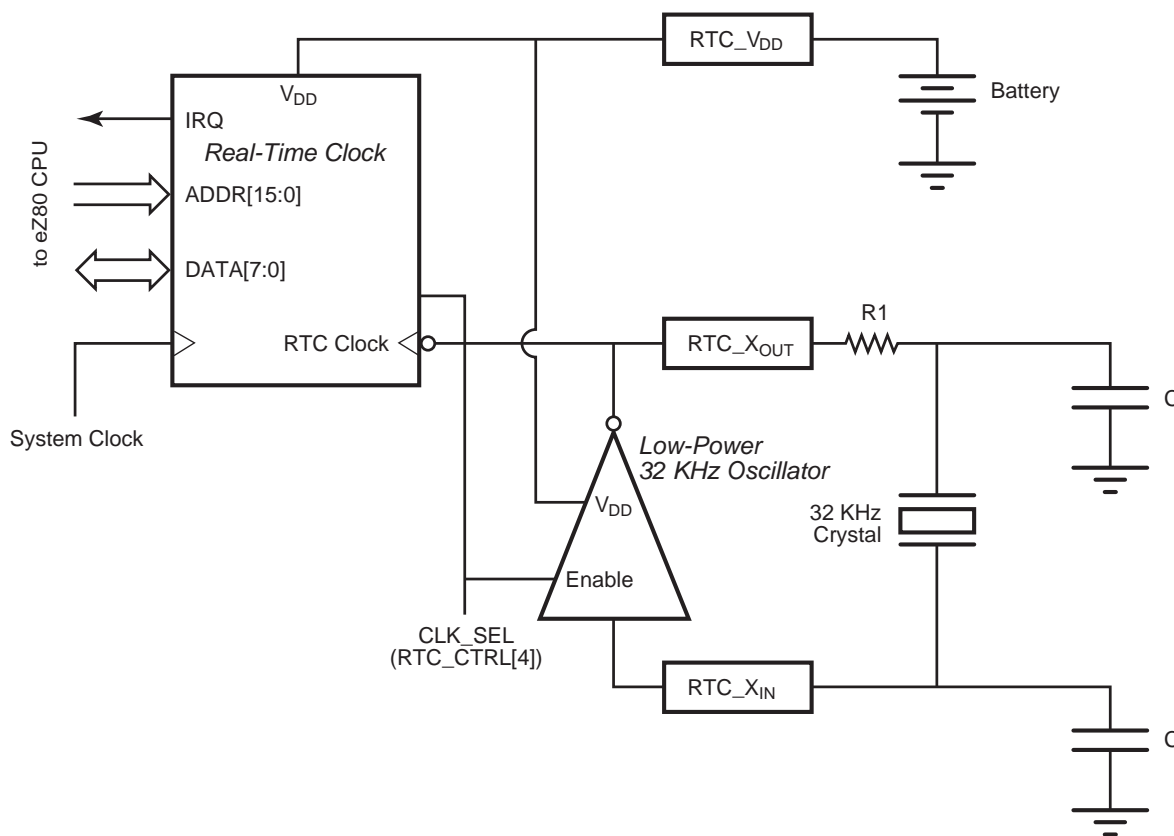 RTC_VDD
Battery
VDD
IRQ
Real-Time Clock
to eZ80 CPU
ADDR[15:0]
DATA[7:0]
RTC Clock
System Clock
RTC_XOUT
R1
C
Low-Power
32 KHz Oscillator
VDD
Enable
32 KHz
Crystal
CLK_SEL
(RTC_CTRL[4])
RTC_XIN
C